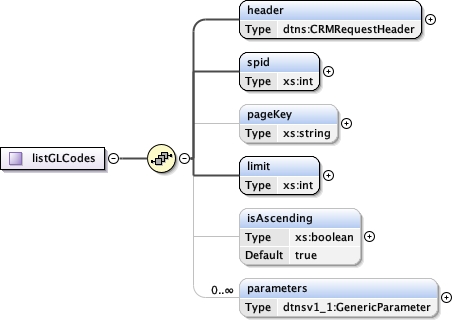 header
Type dtns:CRMRequestHeader
spid
Type xs:int
pageKey
Type xs:string
listGLCodes
limit
Type xs:int
isAscending
Type xs:boolean
Default true
0..∞
parameters
Type dtnsv1_1:GenericParameter